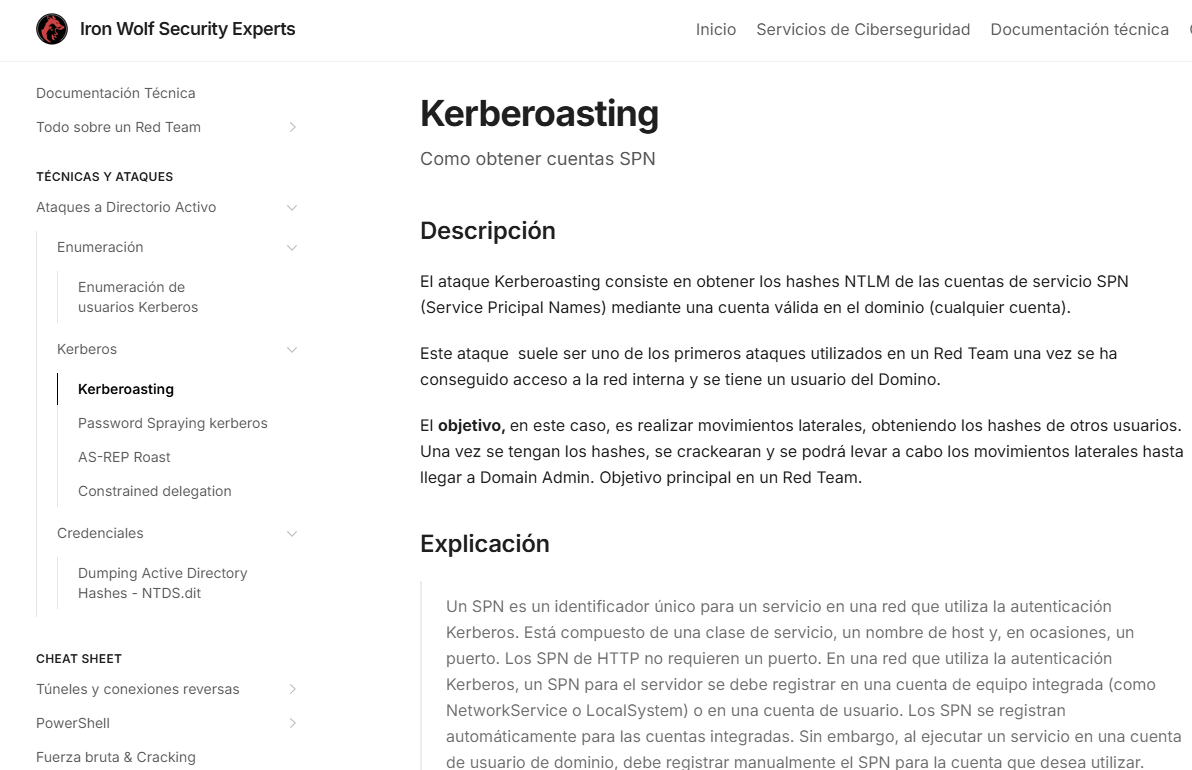 Iron Wolf Security Experts
Inicio Servicios de Ciberseguridad Documentación técnica
Documentación Técnica
Todo sobre un Red Team
TÉCNICAS Y ATAQUES
Ataques a Directorio Activo
Enumeración
Enumeración de
usuarios Kerberos
Kerberos
Kerberoasting
Password Spraying kerberos
AS-REP Roast
Constrained delegation
Credenciales
Dumping Active Directory
Hashes - NTDS.dit
CHEAT SHEET
Túneles y conexiones reversas
PowerShell
Fuerza bruta & Cracking
Kerberoasting
Como obtener cuentas SPN
Descripción
El ataque Kerberoasting consiste en obtener los hashes NTLM de las cuentas de servicio SPN
(Service Pricipal Names) mediante una cuenta válida en el dominio (cualquier cuenta).
Este ataque  suele ser uno de los primeros ataques utilizados en un Red Team una vez se ha
conseguido acceso a la red interna y se tiene un usuario del Domino.
El objetivo, en este caso, es realizar movimientos laterales, obteniendo los hashes de otros usuarios.
Una vez se tengan los hashes, se crackearan y se podrá levar a cabo los movimientos laterales hasta
llegar a Domain Admin. Objetivo principal en un Red Team.
Explicación
Un SPN es un identificador único para un servicio en una red que utiliza la autenticación
Kerberos. Está compuesto de una clase de servicio, un nombre de host y, en ocasiones, un
puerto. Los SPN de HTTP no requieren un puerto. En una red que utiliza la autenticación
Kerberos, un SPN para el servidor se debe registrar en una cuenta de equipo integrada (como
NetworkService o LocalSystem) o en una cuenta de usuario. Los SPN se registran
automáticamente para las cuentas integradas. Sin embargo, al ejecutar un servicio en una cuenta
de usuario de dominio, debe registrar manualmente el SPN para la cuenta que desea utilizar.